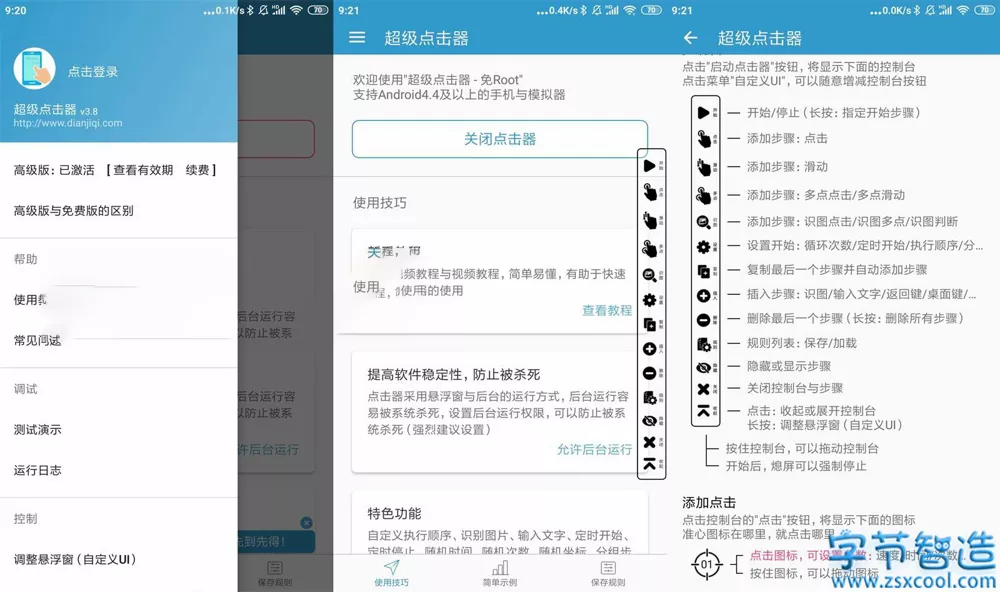 9:20
...0.1K/s
70
点击登录
超级点击器 v3.8
http://www.dianjiqi.com
高级版：已激活 [查看有效期 续费]
高级版与免费版的区别
帮助
使用
常见问
调试
测试演示
运行日志
控制
调整悬浮窗（自定义UI）
后台运行容
以防止被系
许后台运行
先到先得！
保存规则
9:21
...0.4K/s
70
超级点击器
欢迎使用"超级点击器 - 免Root"
支持Android4.4及以上的手机与模拟器
关闭点击器
使用技巧
频教程与视频教程，简单易懂，有助于快速
使用的使用
查看教程
提高软件稳定性，防止被杀死
点击器采用悬浮窗与后台的运行方式，后台运行容
易被系统杀死，设置后台运行权限，可以防止被系
统杀死（强烈建议设置）
允许后台运行
特色功能
自定义执行顺序、识别图片、输入文字、定时开始、
定时停止、随机时间、随机次数、随机坐标、分组步
使用技巧
简单示例
保存规则
9:21
...0.0K/s
70
超级点击器
点击"启动点击器"按钮，将显示下面的控制台
点击菜单"自定义UI"，可以随意增减控制台按钮
开始/停止（长按：指定开始步骤）
添加步骤：点击
添加步骤：滑动
添加步骤：多点点击/多点滑动
添加步骤：识图点击/识图多点/识图判断
设置开始：循环次数/定时开始/执行顺序/分...
复制最后一个步骤并自动添加步骤
插入步骤：识图/输入文字/返回键/桌面键/...
删除最后一个步骤（长按：删除所有步骤）
规则列表：保存/加载
隐藏或显示步骤
关闭控制台与步骤
点击：收起或展开控制台
长按：调整悬浮窗（自定义UI）
按住控制台，可以拖动控制台
开始后，熄屏可以强制停止
添加点击
点击控制台的"点击"按钮，将显示下面的图标
准心图标在哪里，就点击哪里
01
点击图标，可设置参数：速度，时
按住图标，可以拖动图标
字节智造
www.zsxcool.com